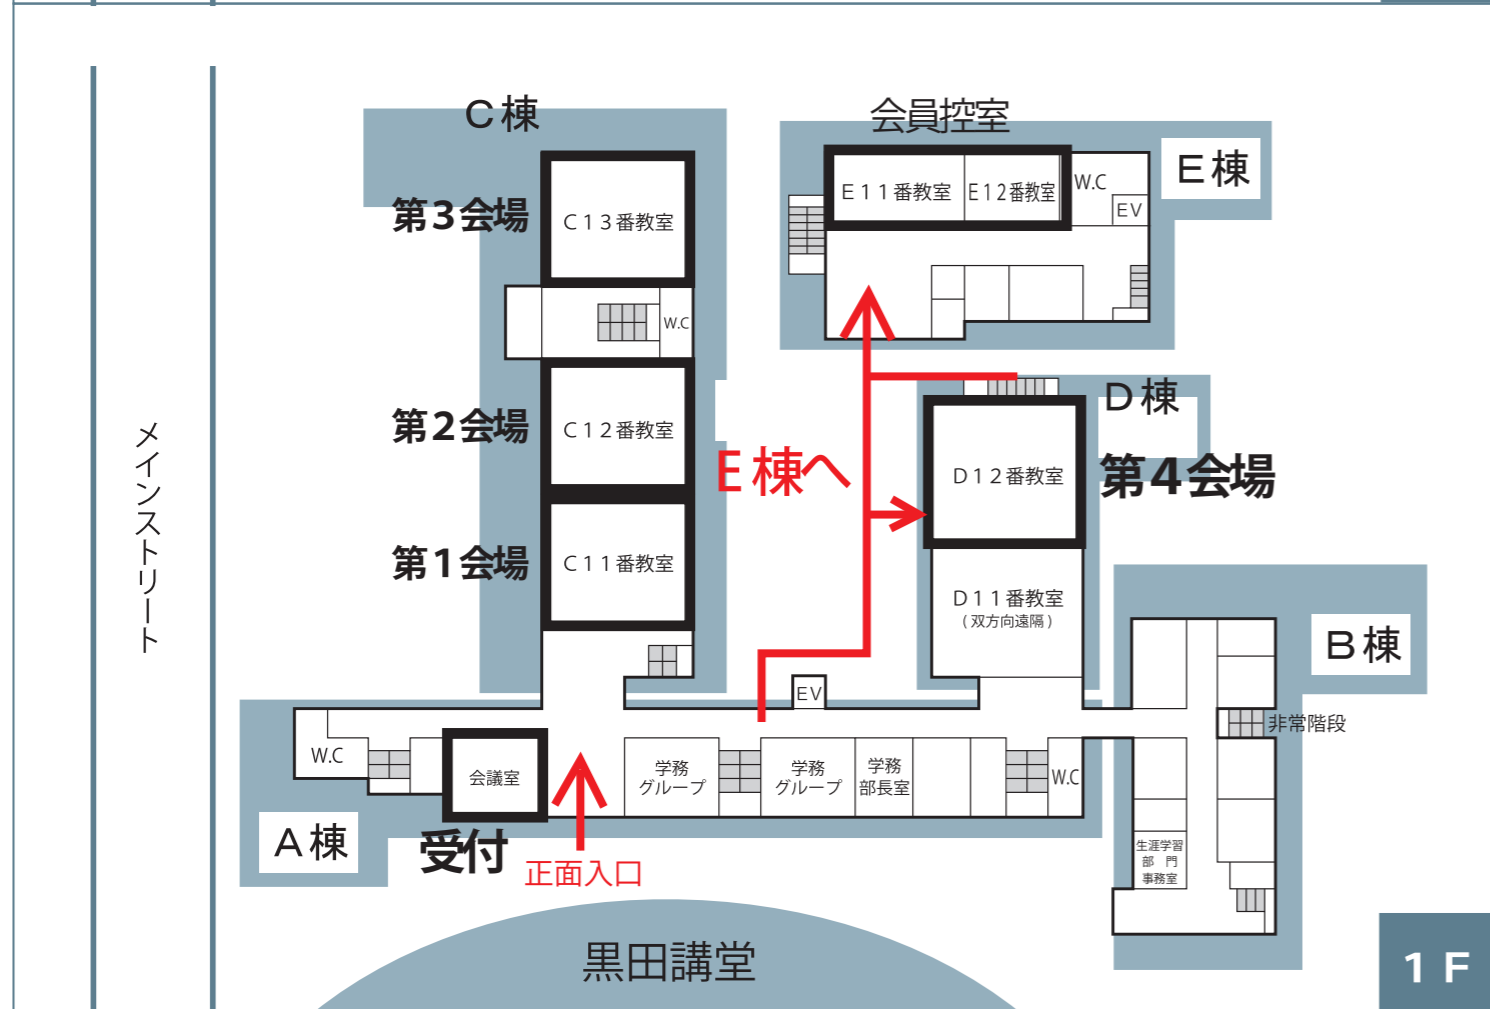 C棟
会員控室
E棟
第3会場
C13番教室
E11番教室
E12番教室
W.C
EV
W.C
D棟
メインストリート
第2会場
C12番教室
E棟へ
D12番教室
第4会場
第1会場
C11番教室
D11番教室
(双方向遠隔)
B棟
EV
非常階段
W.C
会議室
学務
グループ
学務
グループ
学務
部長室
W.C
A棟
受付
正面入口
生涯学習
部 門
事務室
黒田講堂
1F